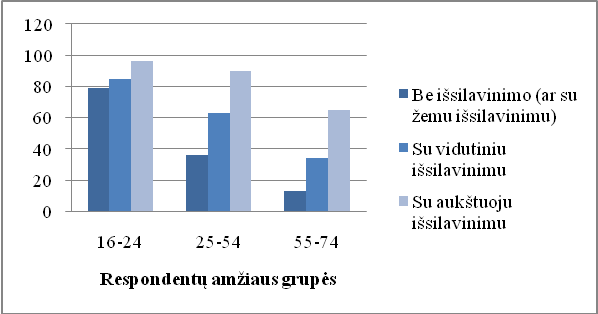 120
100
80
60
40
20
0
16-24
25-54
55-74
Respondentų amžiaus grupės
Be išsilavinimo (ar su
žemu išsilavinimu)
Su vidutiniu
išsilavinimu
Su aukštuoju
išsilavinimu